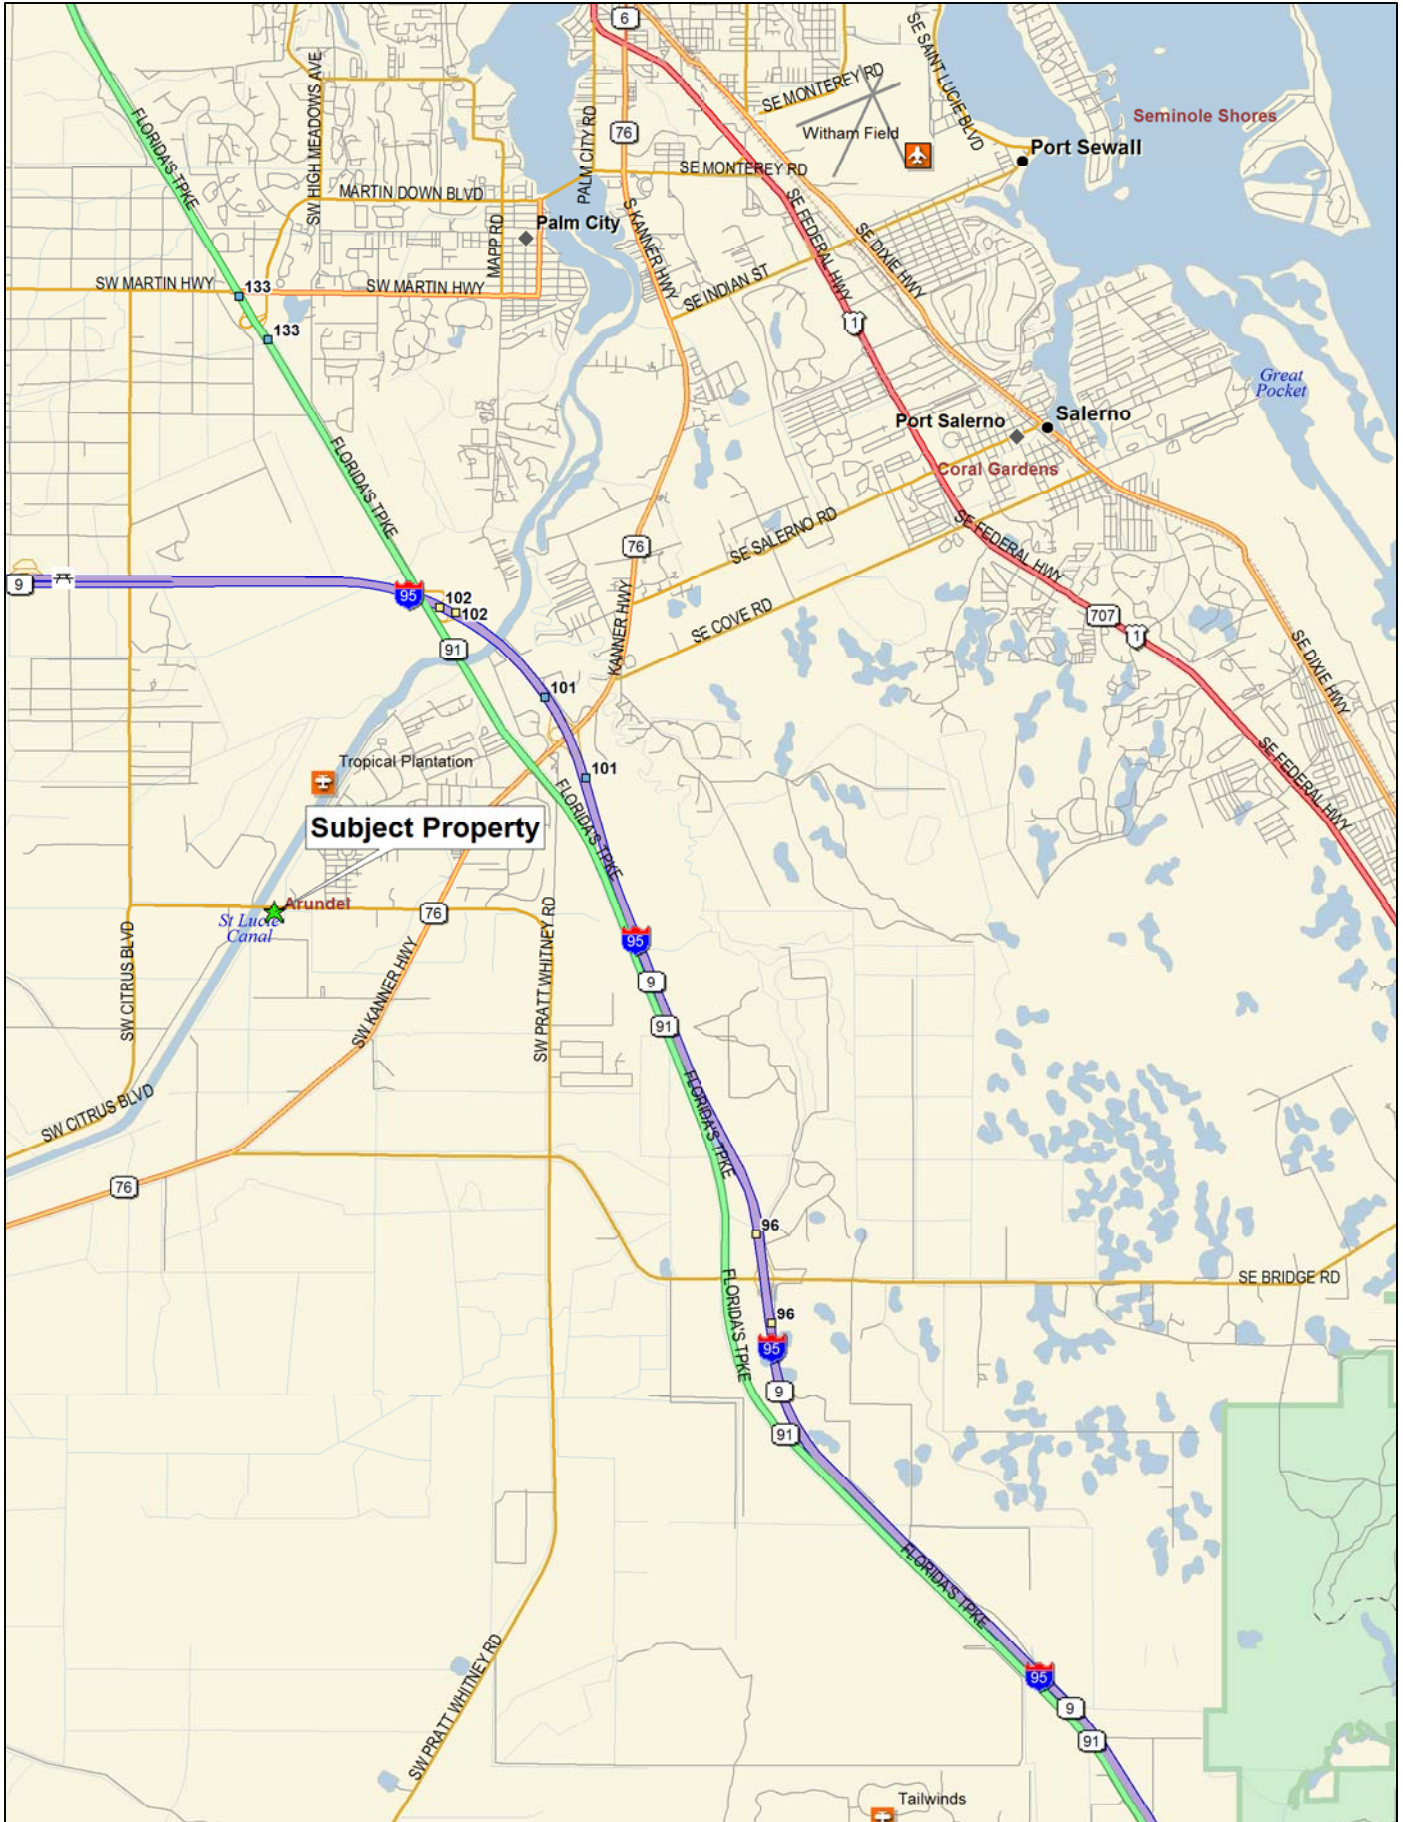 6
SE SAINT LUCIE BLVD
SW HIGH MEADOWS AVE
SE MONTEREY RD
FLORIDA'S TPKE
PALM CITY RD
76
Witham Field
Seminole Shores
Port Sewall
SE MONTEREY RD
MARTIN DOWN BLVD
S KANNER HWY
SE FEDERAL HWY
Palm City
MAPP RD
SE DIXIE HWY
SW MARTIN HWY
133
SW MARTIN HWY
SE INDIAN ST
133
1
Great
Pocket
Salerno
Port Salerno
FLORIDA'S TPKE
Coral Gardens
SE SALERNO RD
SE FEDERAL HWY
76
9
95
102
102
KANNER HWY
SE COVE RD
707
1
91
SE DIXIE HWY
101
Tropical Plantation
101
SE FEDERAL HWY
FLORIDA'S TPKE
Subject Property
Arundel
St Lucie
Canal
76
SW CITRUS BLVD
SW KANNER HWY
SW PRATT WHITNEY RD
95
9
91
SW CITRUS BLVD
FLORIDA'S TPKE
76
96
FLORIDA'S TPKE
SE BRIDGE RD
96
95
9
91
FLORIDA'S TPKE
SW PRATT WHITNEY RD
95
9
91
Tailwinds